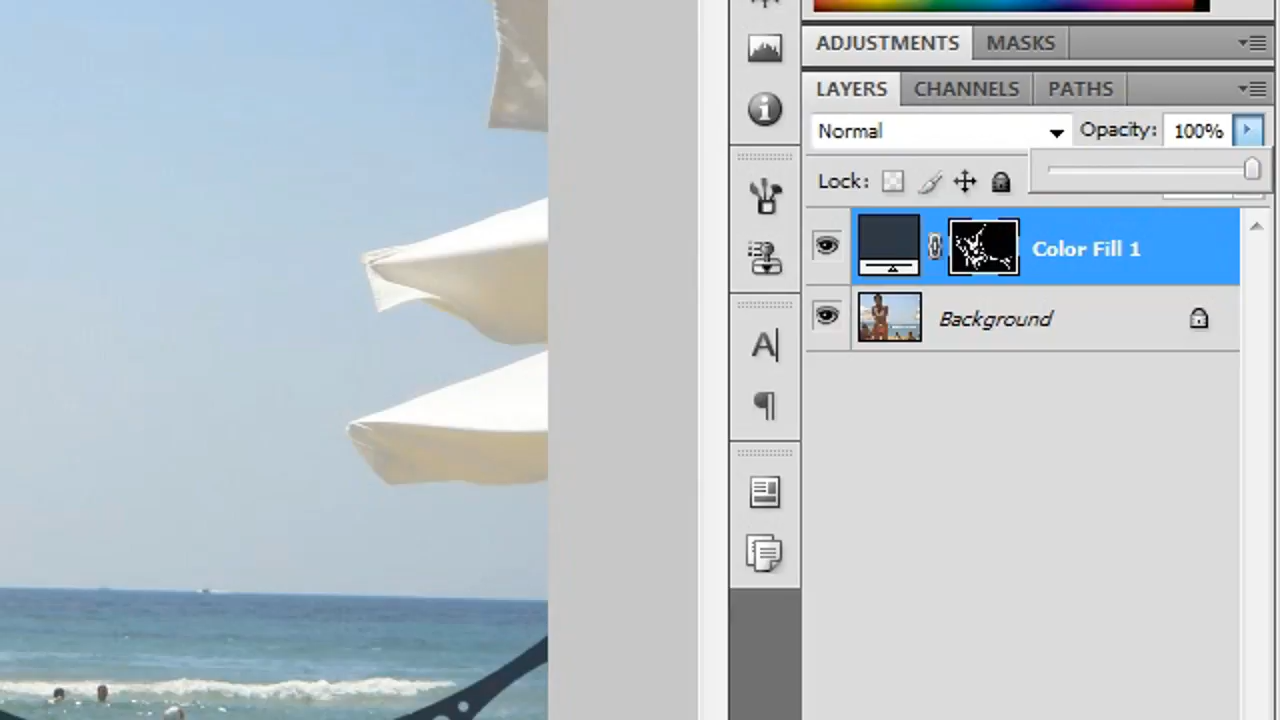 ADJUSTMENTS MASKS
LAYERS CHANNELS PATHS
Normal Opacity: 100%
Lock:
Color Fill 1
Background